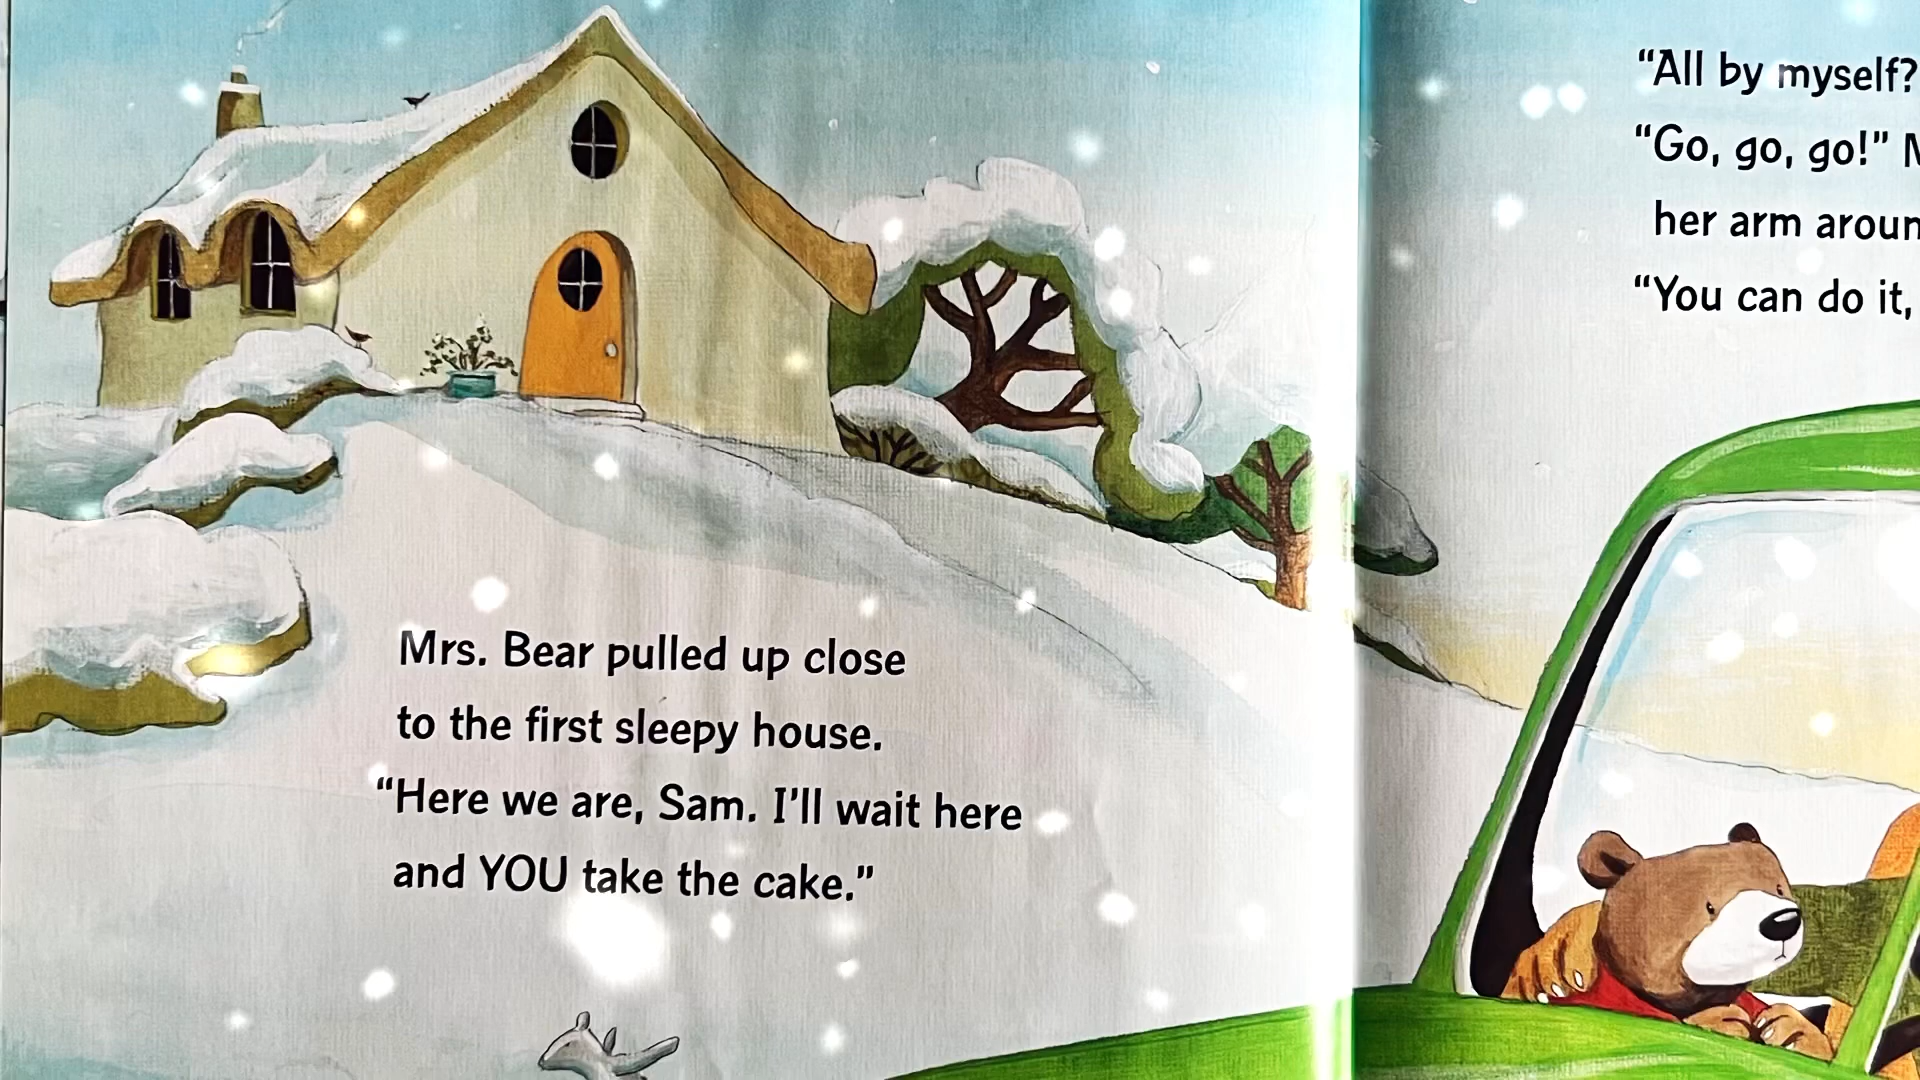 Mrs. Bear pulled up close
to the first sleepy house.
“Here we are, Sam. I’ll wait here
and YOU take the cake.”
“All by myself?
“Go, go, go!”
her arm
“You can do it,